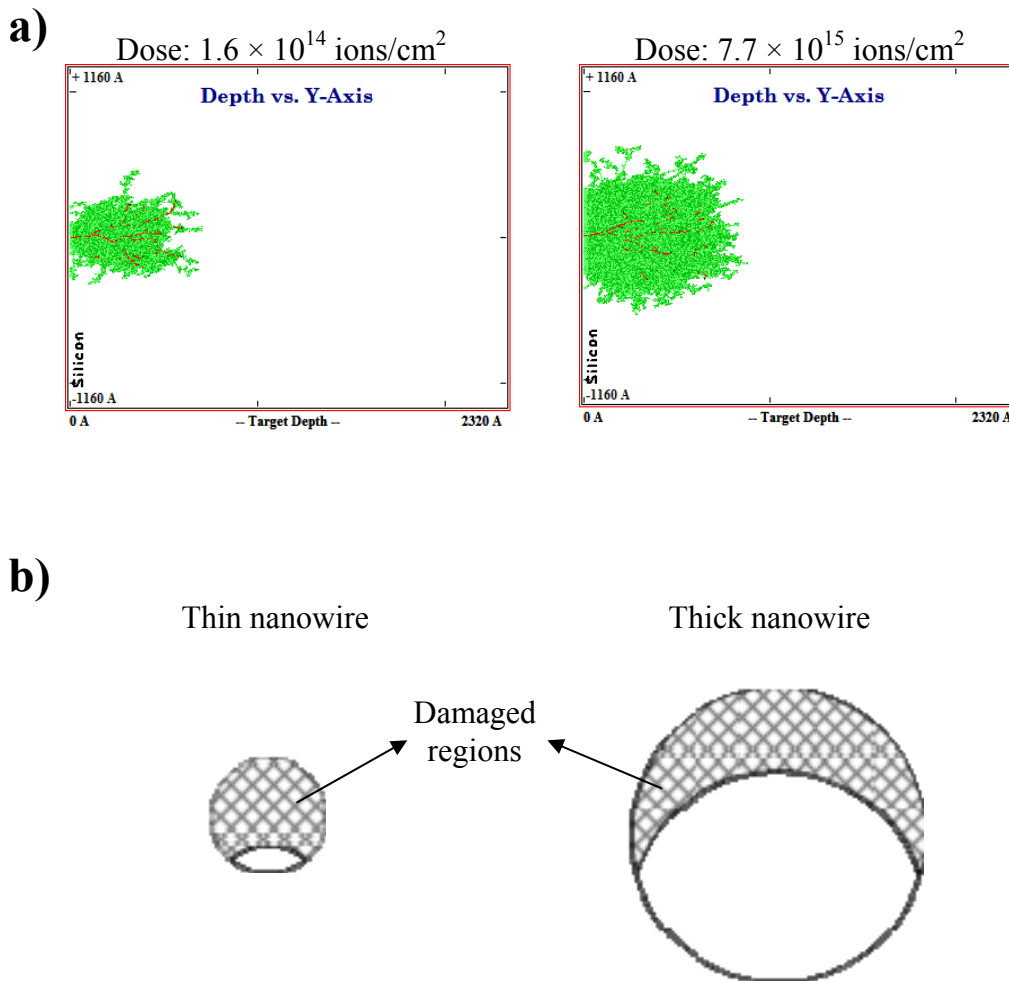 a)
Dose: 1.6 × 10¹⁴ ions/cm²
+ 1160 A
Depth vs. Y-Axis
Silicon
-1160 A
0 A
-- Target Depth --
2320 A
Dose: 7.7 × 10¹⁵ ions/cm²
+ 1160 A
Depth vs. Y-Axis
Silicon
-1160 A
0 A
-- Target Depth --
2320 A
b)
Thin nanowire
Thick nanowire
Damaged
regions